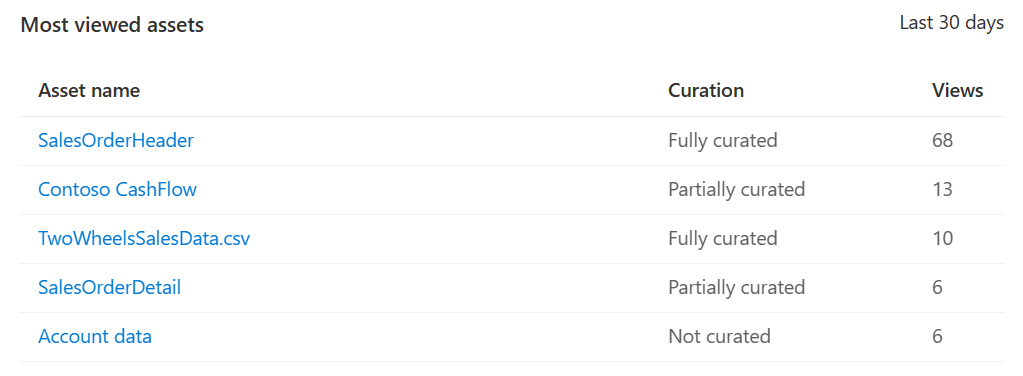 Most viewed assets Last 30 days
Asset name Curation Views
SalesOrderHeader Fully curated 68
Contoso CashFlow Partially curated 13
TwoWheelsSalesData.csv Fully curated 10
SalesOrderDetail Partially curated 6
Account data Not curated 6